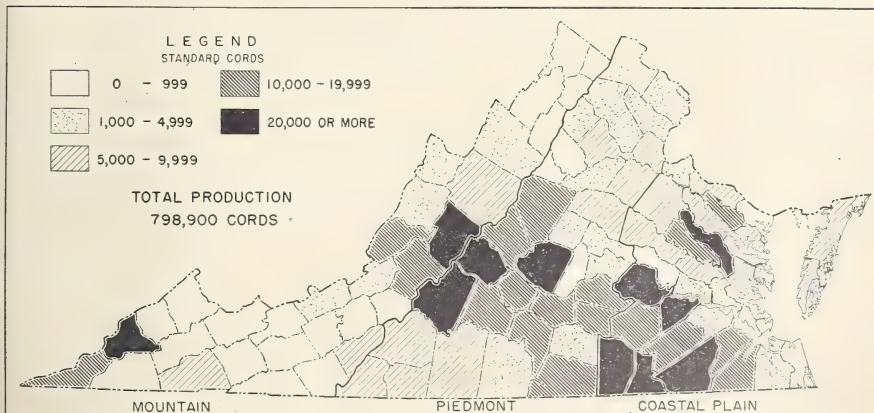 LEGEND
STANDARD CORDS
0 - 999
10,000 - 19,999
1,000 - 4,999
20,000 OR MORE
5,000 - 9,999
TOTAL PRODUCTION
798,900 CORDS
MOUNTAIN
PIEDMONT
COASTAL PLAIN